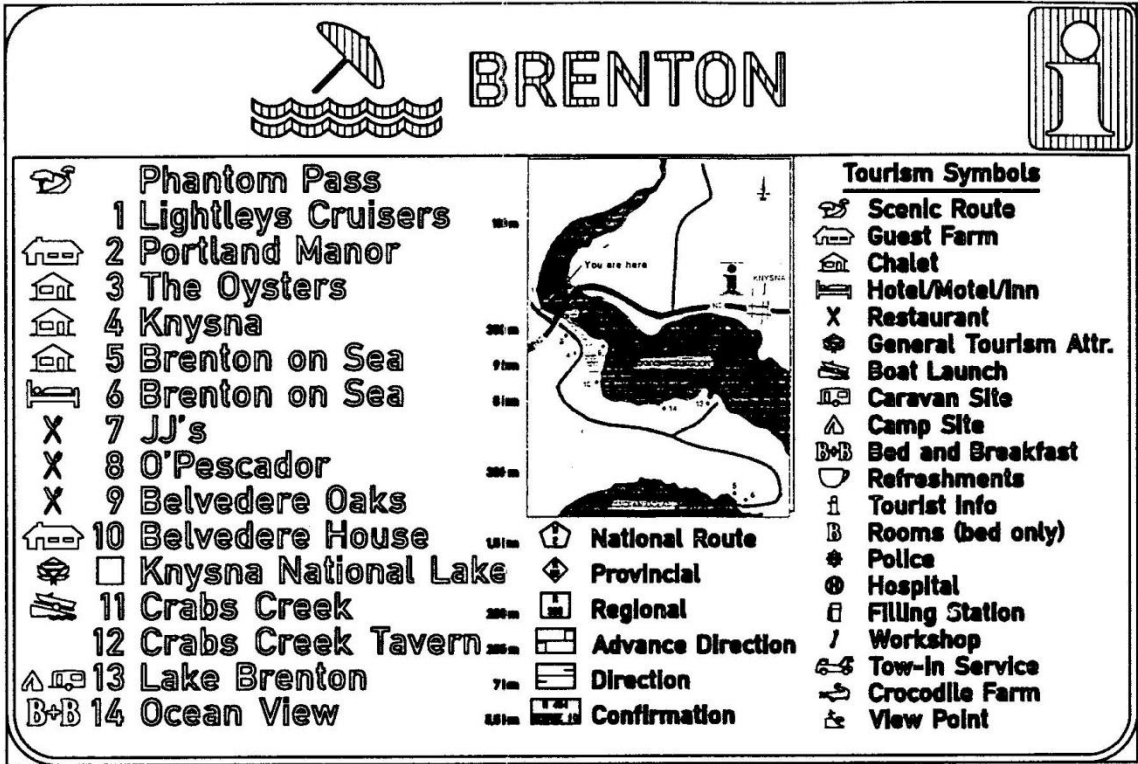 BRENTON
Phantom Pass
1 Lightleys Cruisers
2 Portland Manor
3 The Oysters
4 Knysna
5 Brenton on Sea
6 Brenton on Sea
7 JJ's
8 O'Pescador
9 Belvedere Oaks
10 Belvedere House
Knysna National Lake
11 Crabs Creek
12 Crabs Creek Tavern
13 Lake Brenton
B+B 14 Ocean View
You are here
KNYSNA
National Route
Provincial
Regional
Advance Direction
Direction
Confirmation
Tourism Symbols
Scenic Route
Guest Farm
Chalet
Hotel/Motel/Inn
Restaurant
General Tourism Attr.
Boat Launch
Caravan Site
Camp Site
B+B Bed and Breakfast
Refreshments
i Tourist Info
B Rooms (bed only)
Police
Hospital
Filling Station
Workshop
Tow-in Service
Crocodile Farm
View Point